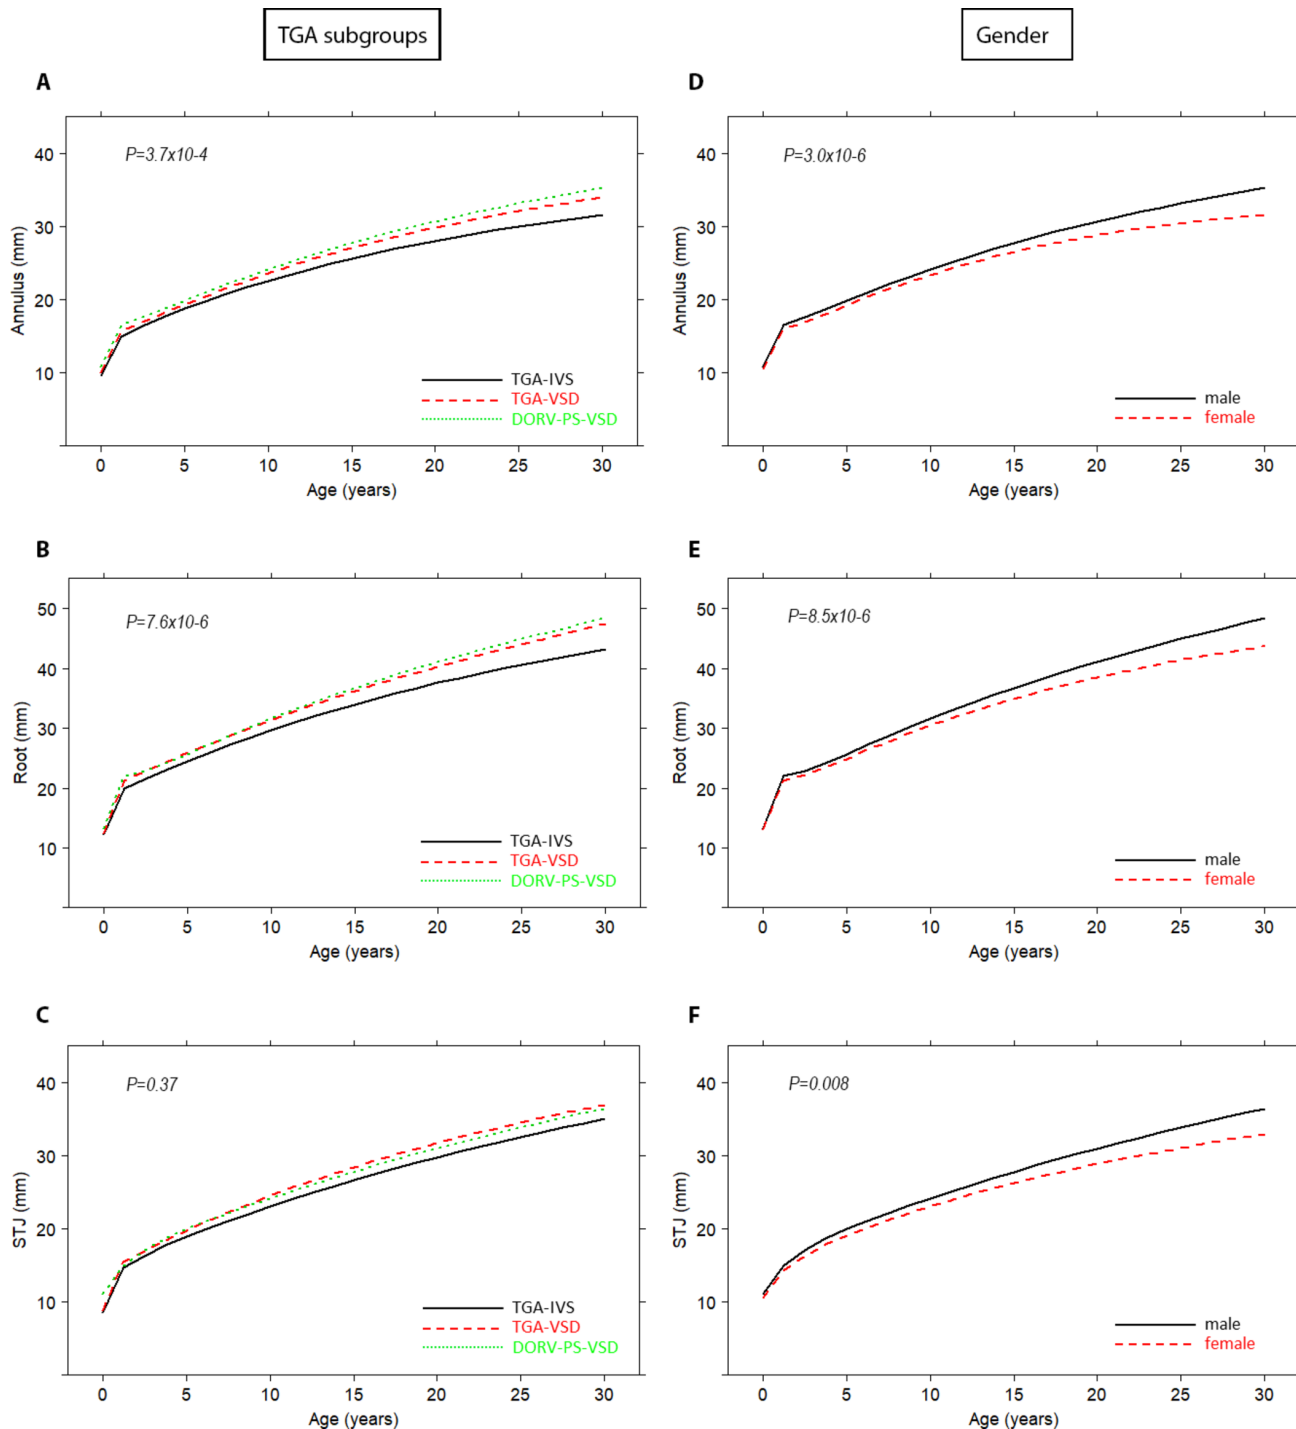 TGA subgroups
Gender
A
P=3.7x10-4
40
30
20
10
Annulus (mm)
TGA-IVS
TGA-VSD
DORV-PS-VSD
0 5 10 15 20 25 30
Age (years)
D
P=3.0x10-6
40
30
20
10
Annulus (mm)
male
female
0 5 10 15 20 25 30
Age (years)
B
P=7.6x10-6
50
40
30
20
10
Root (mm)
TGA-IVS
TGA-VSD
DORV-PS-VSD
0 5 10 15 20 25 30
Age (years)
E
P=8.5x10-6
50
40
30
20
10
Root (mm)
male
female
0 5 10 15 20 25 30
Age (years)
C
P=0.37
40
30
20
10
STJ (mm)
TGA-IVS
TGA-VSD
DORV-PS-VSD
0 5 10 15 20 25 30
Age (years)
F
P=0.008
40
30
20
10
STJ (mm)
male
female
0 5 10 15 20 25 30
Age (years)